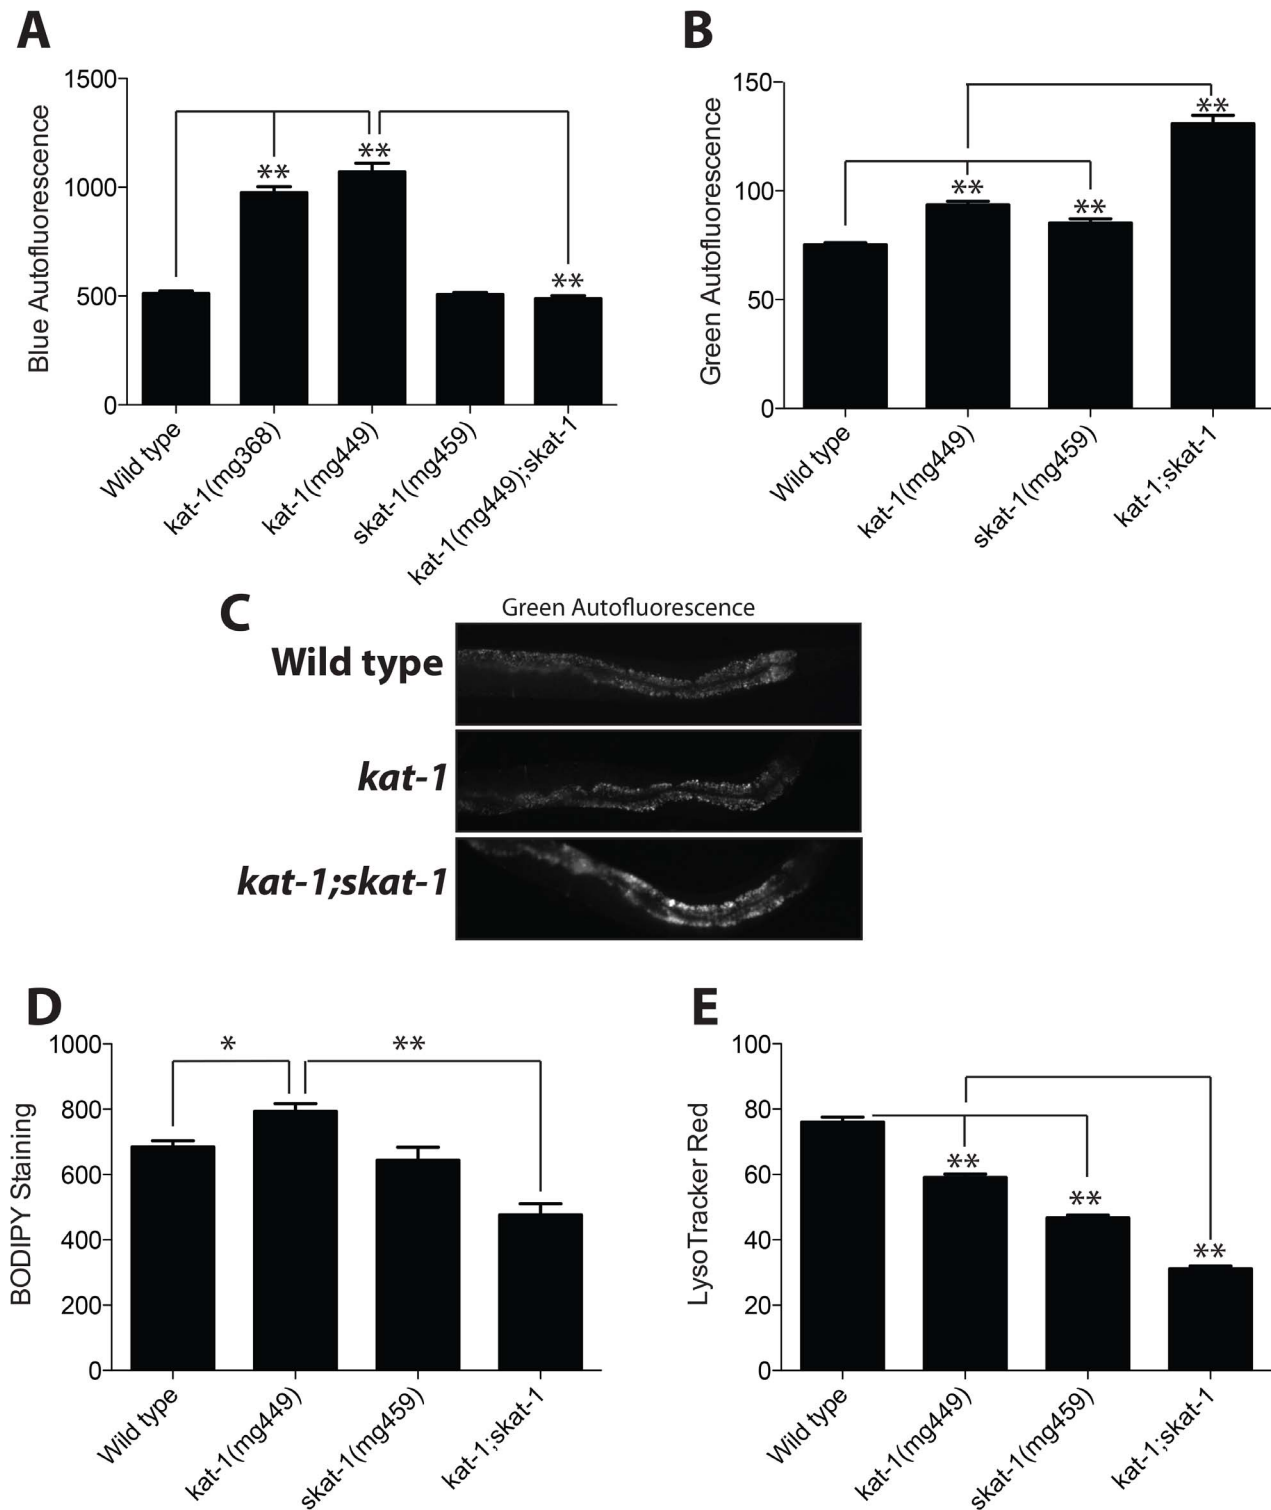 A
Blue Autofluorescence
1500
1000
500
0
**
**
**
Wild type
kat-1(mg368)
kat-1(mg449)
skat-1(mg459)
kat-1(mg449);skat-1
B
Green Autofluorescence
150
100
50
0
**
**
**
Wild type
kat-1(mg449)
skat-1(mg459)
kat-1;skat-1
C
Green Autofluorescence
Wild type
kat-1
kat-1;skat-1
D
BODIPY Staining
1000
800
600
400
200
0
*
**
Wild type
kat-1(mg449)
skat-1(mg459)
kat-1;skat-1
E
LysoTracker Red
100
80
60
40
20
0
**
**
**
Wild type
kat-1(mg449)
skat-1(mg459)
kat-1;skat-1